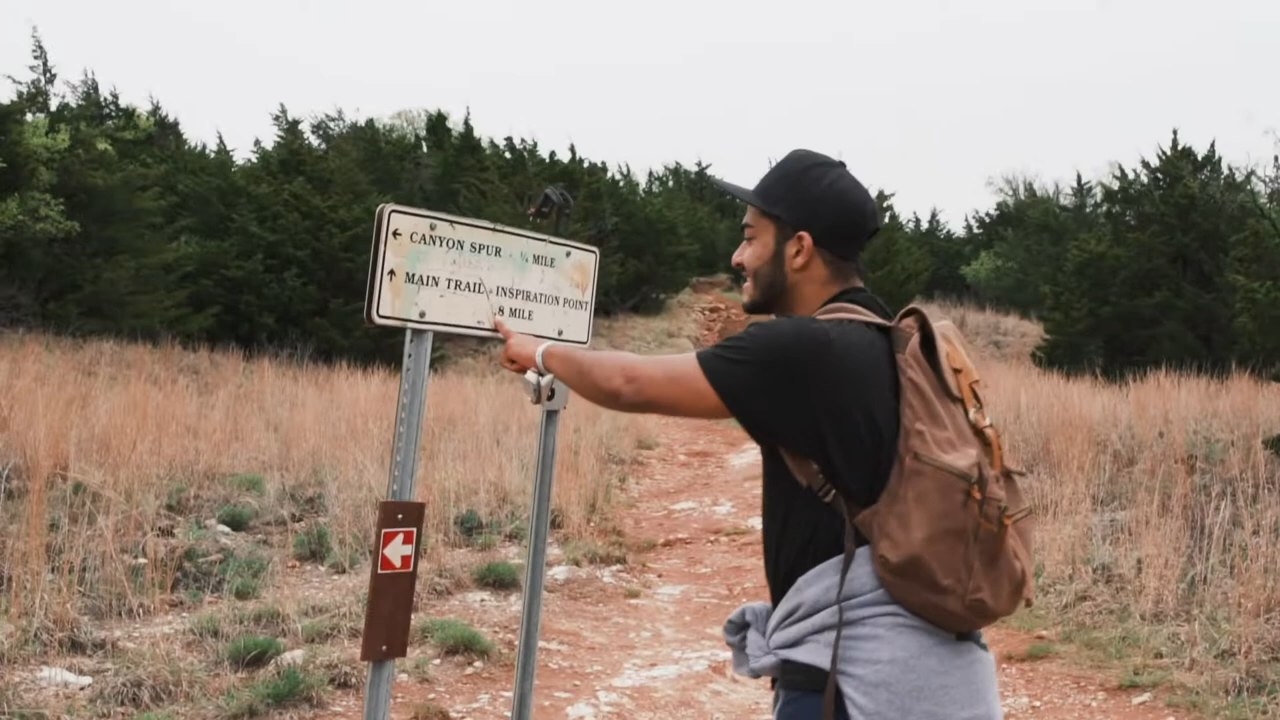 ← CANYON SPUR - ¼ MILE
↑ MAIN TRAIL - INSPIRATION POINT
.8 MILE